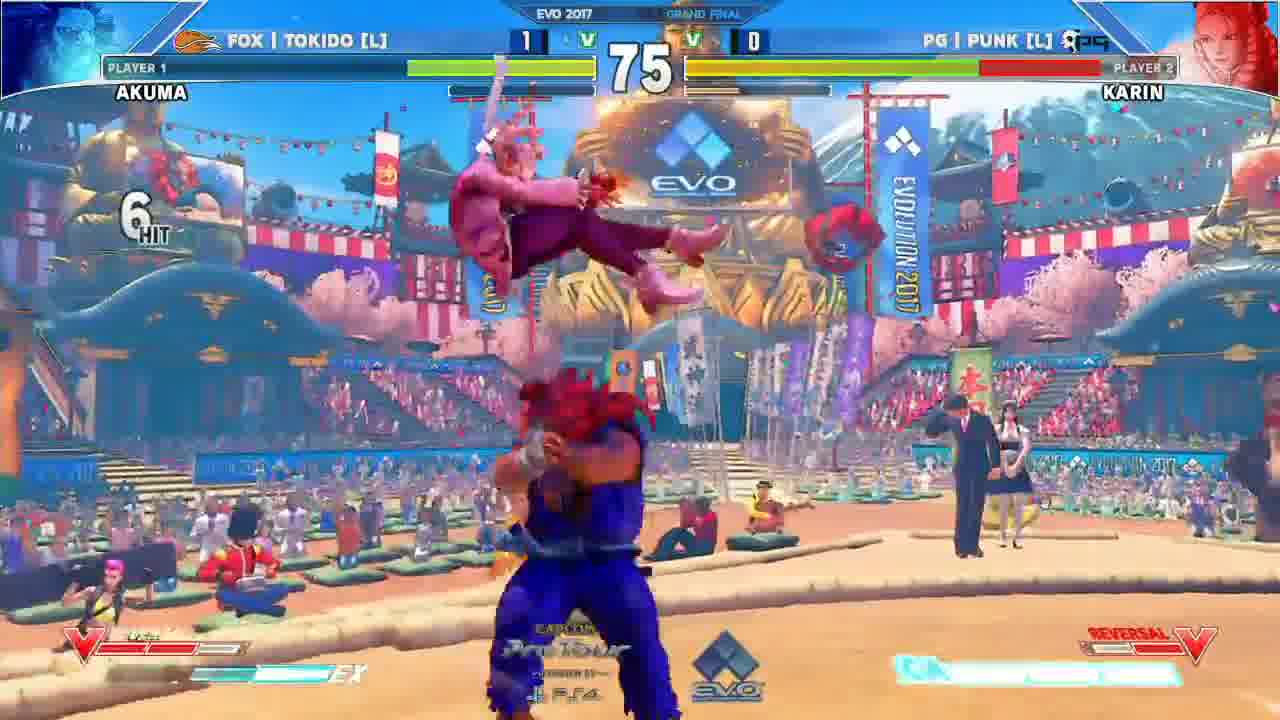 EVO 2017 GRAND FINAL
FOX | TOKIDO [L] 1 V 75 V 0 PG | PUNK [L]
PLAYER 1 PLAYER 2
AKUMA KARIN
EVO
EVOLUTION 201
6 HIT
REVERSAL
EX
CAPCOM
Pro Tour
PS4
EVO